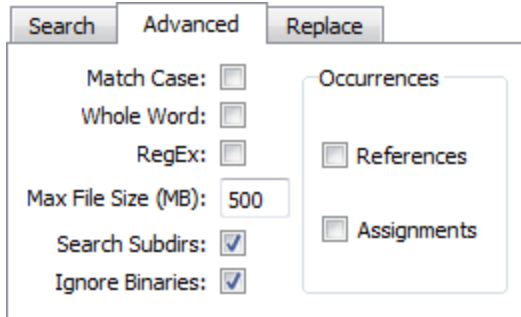 Search Advanced Replace
Match Case:
Whole Word:
RegEx:
Max File Size (MB): 500
Search Subdirs:
Ignore Binaries:
Occurrences
References
Assignments